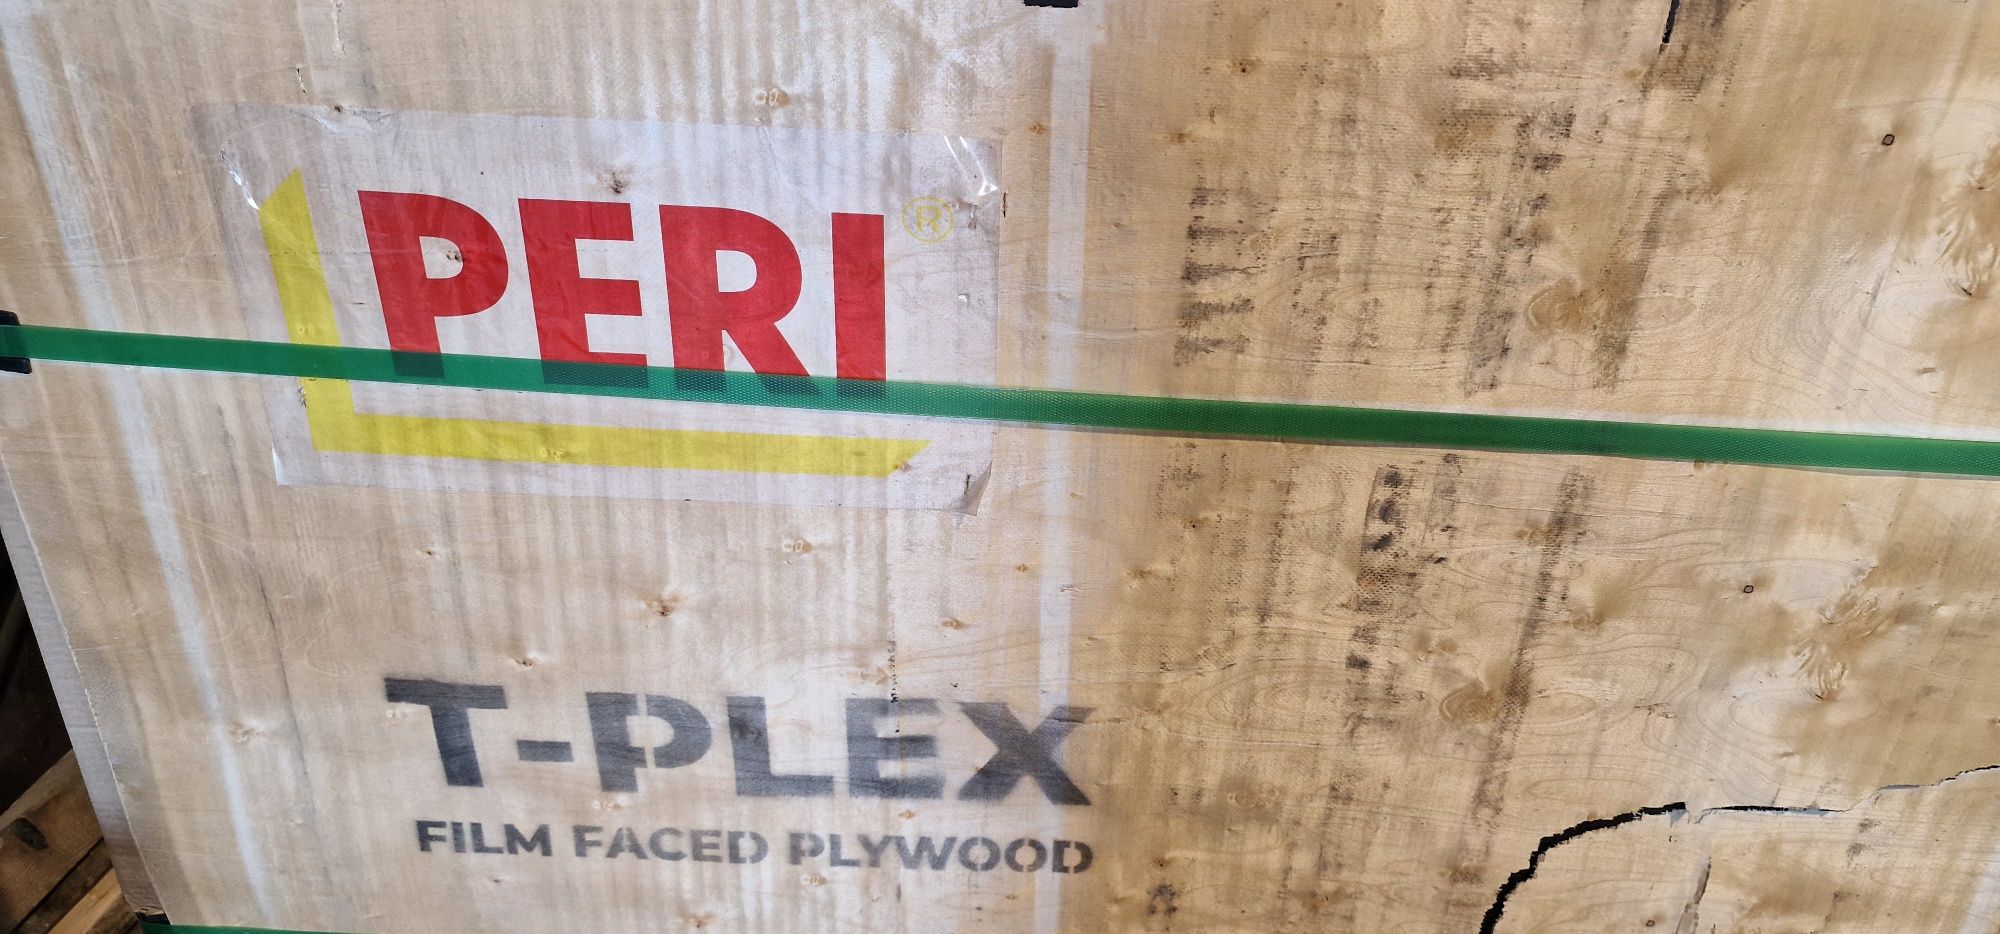 PERI®
T-PLEX
FILM FACED PLYWOOD